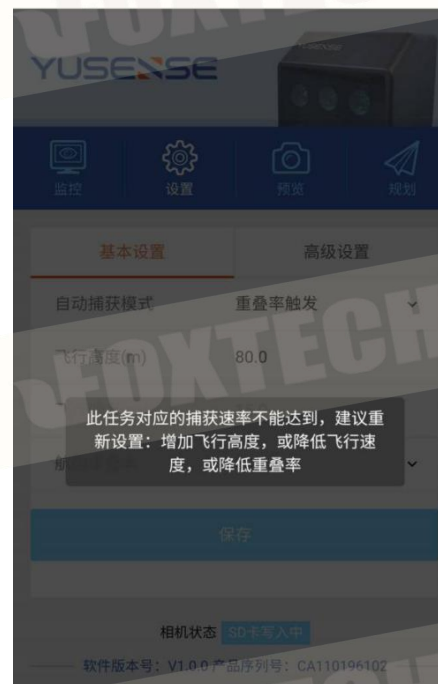 YUSENSE
监控 设置 预览 规划
基本设置 高级设置
自动捕获模式 重叠率触发
飞行高度(m) 80.0
此任务对应的捕获速率不能达到，建议重
新设置：增加飞行高度，或降低飞行速
度，或降低重叠率
保存
相机状态 SD卡写入中
软件版本号：V1.0.0 产品序列号：CA110196102
FOXTECH